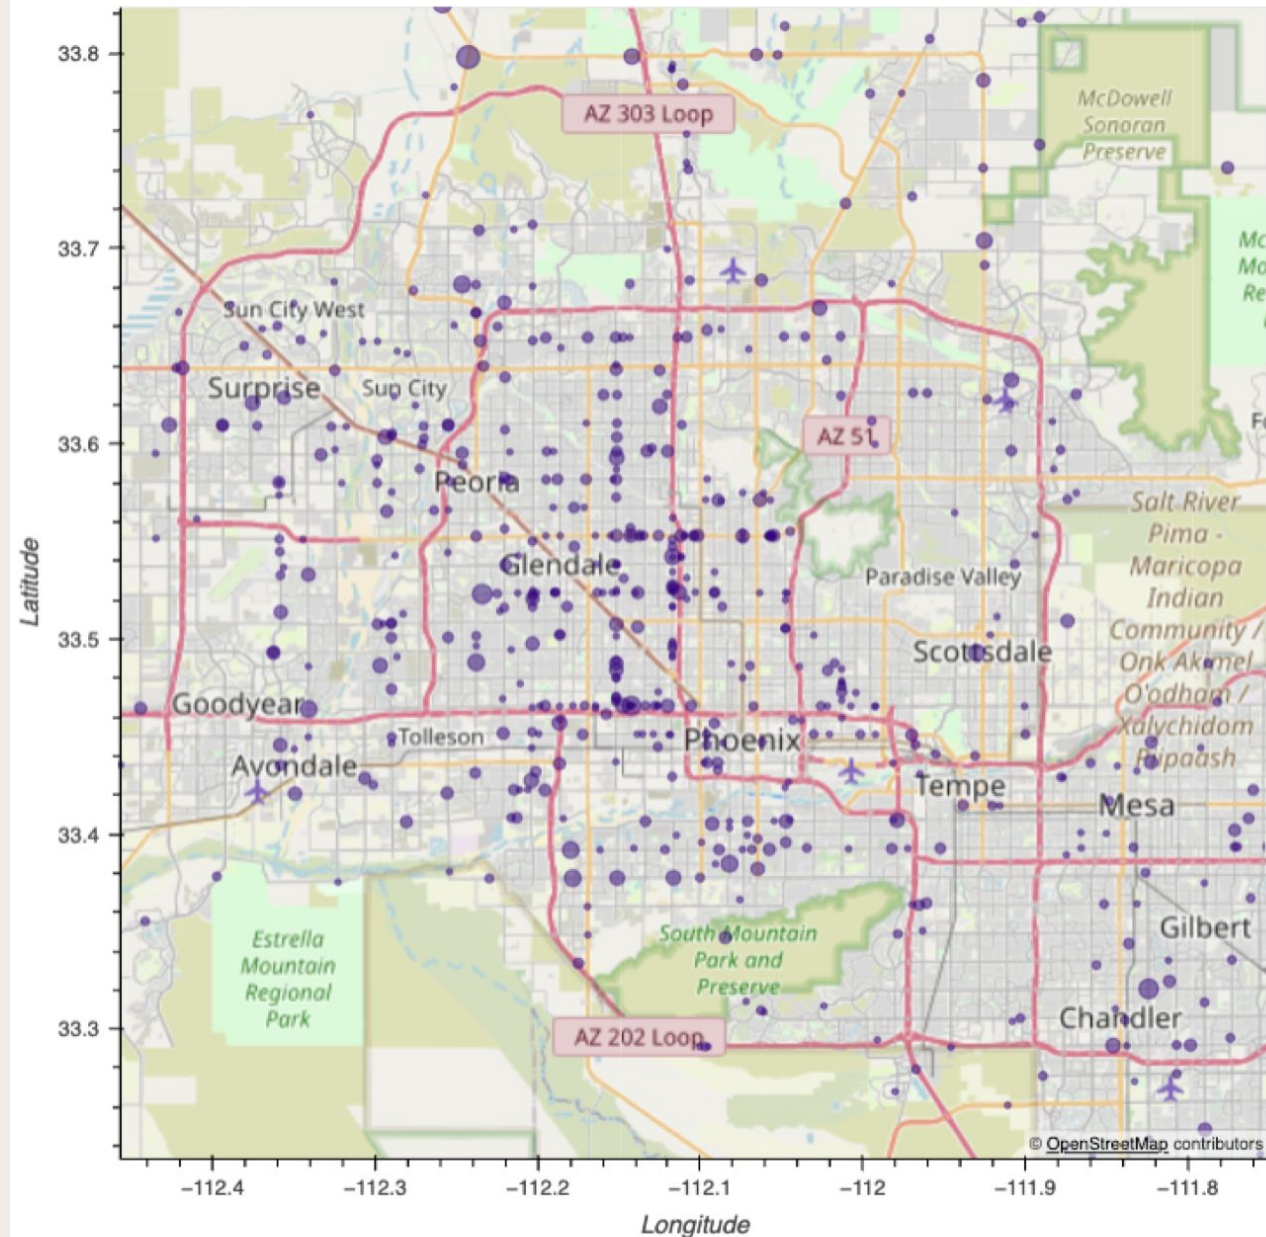 33.8
33.7
33.6
33.5
33.4
33.3
Latitude
AZ 303 Loop
McDowell
Sonoran
Preserve
Mc
Mo
Re
Sun City West
Surprise
Sun City
AZ 51
Fo
Peoria
Glendale
Paradise Valley
Salt River
Pima -
Maricopa
Indian
Community /
Onk Akimel
O'odham /
Xalychidom
Piipaash
Scottsdale
Goodyear
Tolleson
Phoenix
Avondale
Tempe
Mesa
Gilbert
Estrella
Mountain
Regional
Park
South Mountain
Park and
Preserve
Chandler
AZ 202 Loop
© OpenStreetMap contributors
−112.4
−112.3
−112.2
−112.1
−112
−111.9
−111.8
Longitude